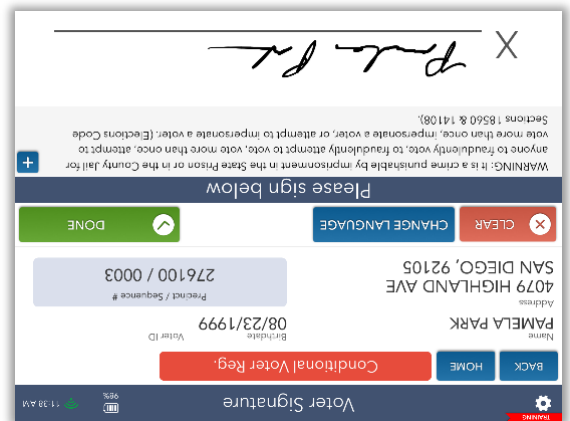 TRAINING
Voter Signature
98%
11:38 AM
BACK
HOME
Conditional Voter Reg.
Name
PAMELA PARK
Birthdate
08/23/1999
Voter ID
Address
4079 HIGHLAND AVE
SAN DIEGO, 92105
Precinct / Sequence #
276100 / 0003
CLEAR
CHANGE LANGUAGE
DONE
Please sign below
WARNING: It is a crime punishable by imprisonment in the State Prison or in the County Jail for
anyone to fraudulently vote, to fraudulently attempt to vote, vote more than once, attempt to
vote more than once, impersonate a voter, or attempt to impersonate a voter. (Elections Code
Sections 18560 & 14108).
X Pamela Park